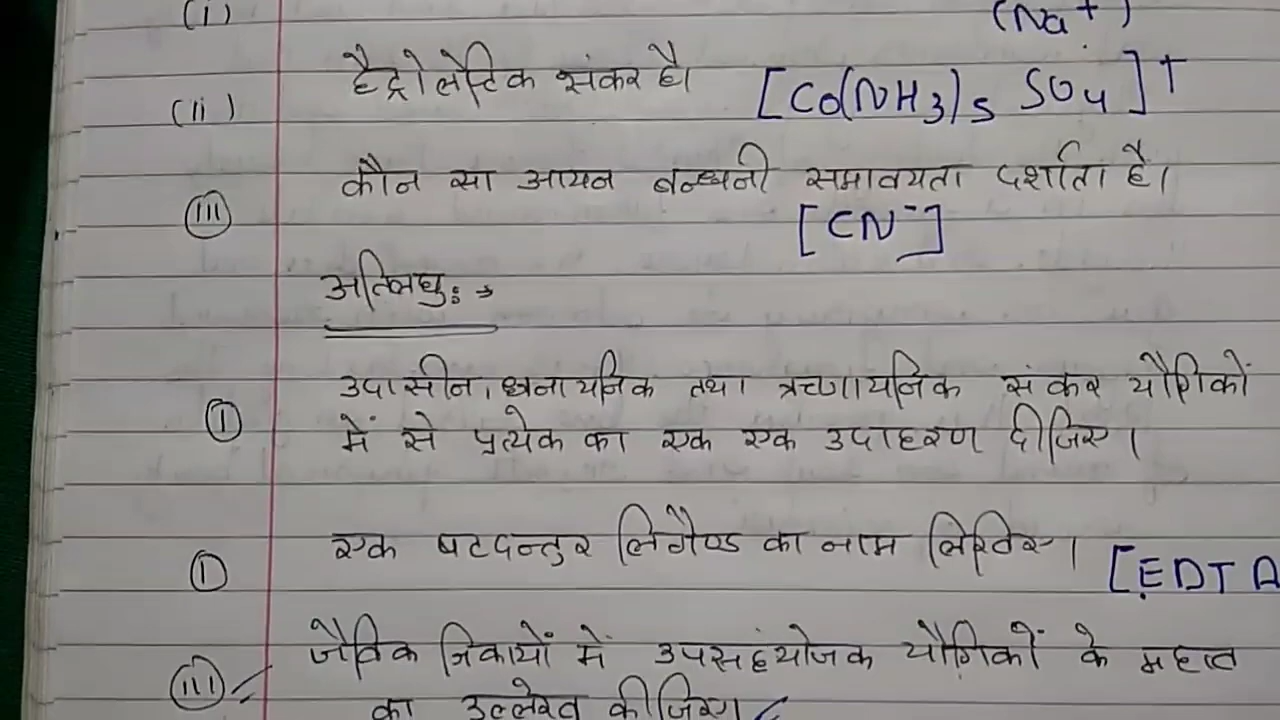 (i) (Na+)
(ii) हैट्रोलेप्टिक संकर है। [Co(NH3)5 SO4]+
(iii) कौन सा आयन बन्धनी समावयता दर्शाता है।
[CN-]
अतिलघु:→
(I) उदासीन, धनायनिक तथा ऋणायनिक संकर यौगिकों
में से प्रत्येक का एक एक उदाहरण दीजिए।
(I) एक षटदन्तुर लिगैण्ड का नाम लिखिए। [EDTA
(iii) जैविक निकायों में उपसहंयोजक यौगिकों के महत्व
का उल्लेख कीजिए।